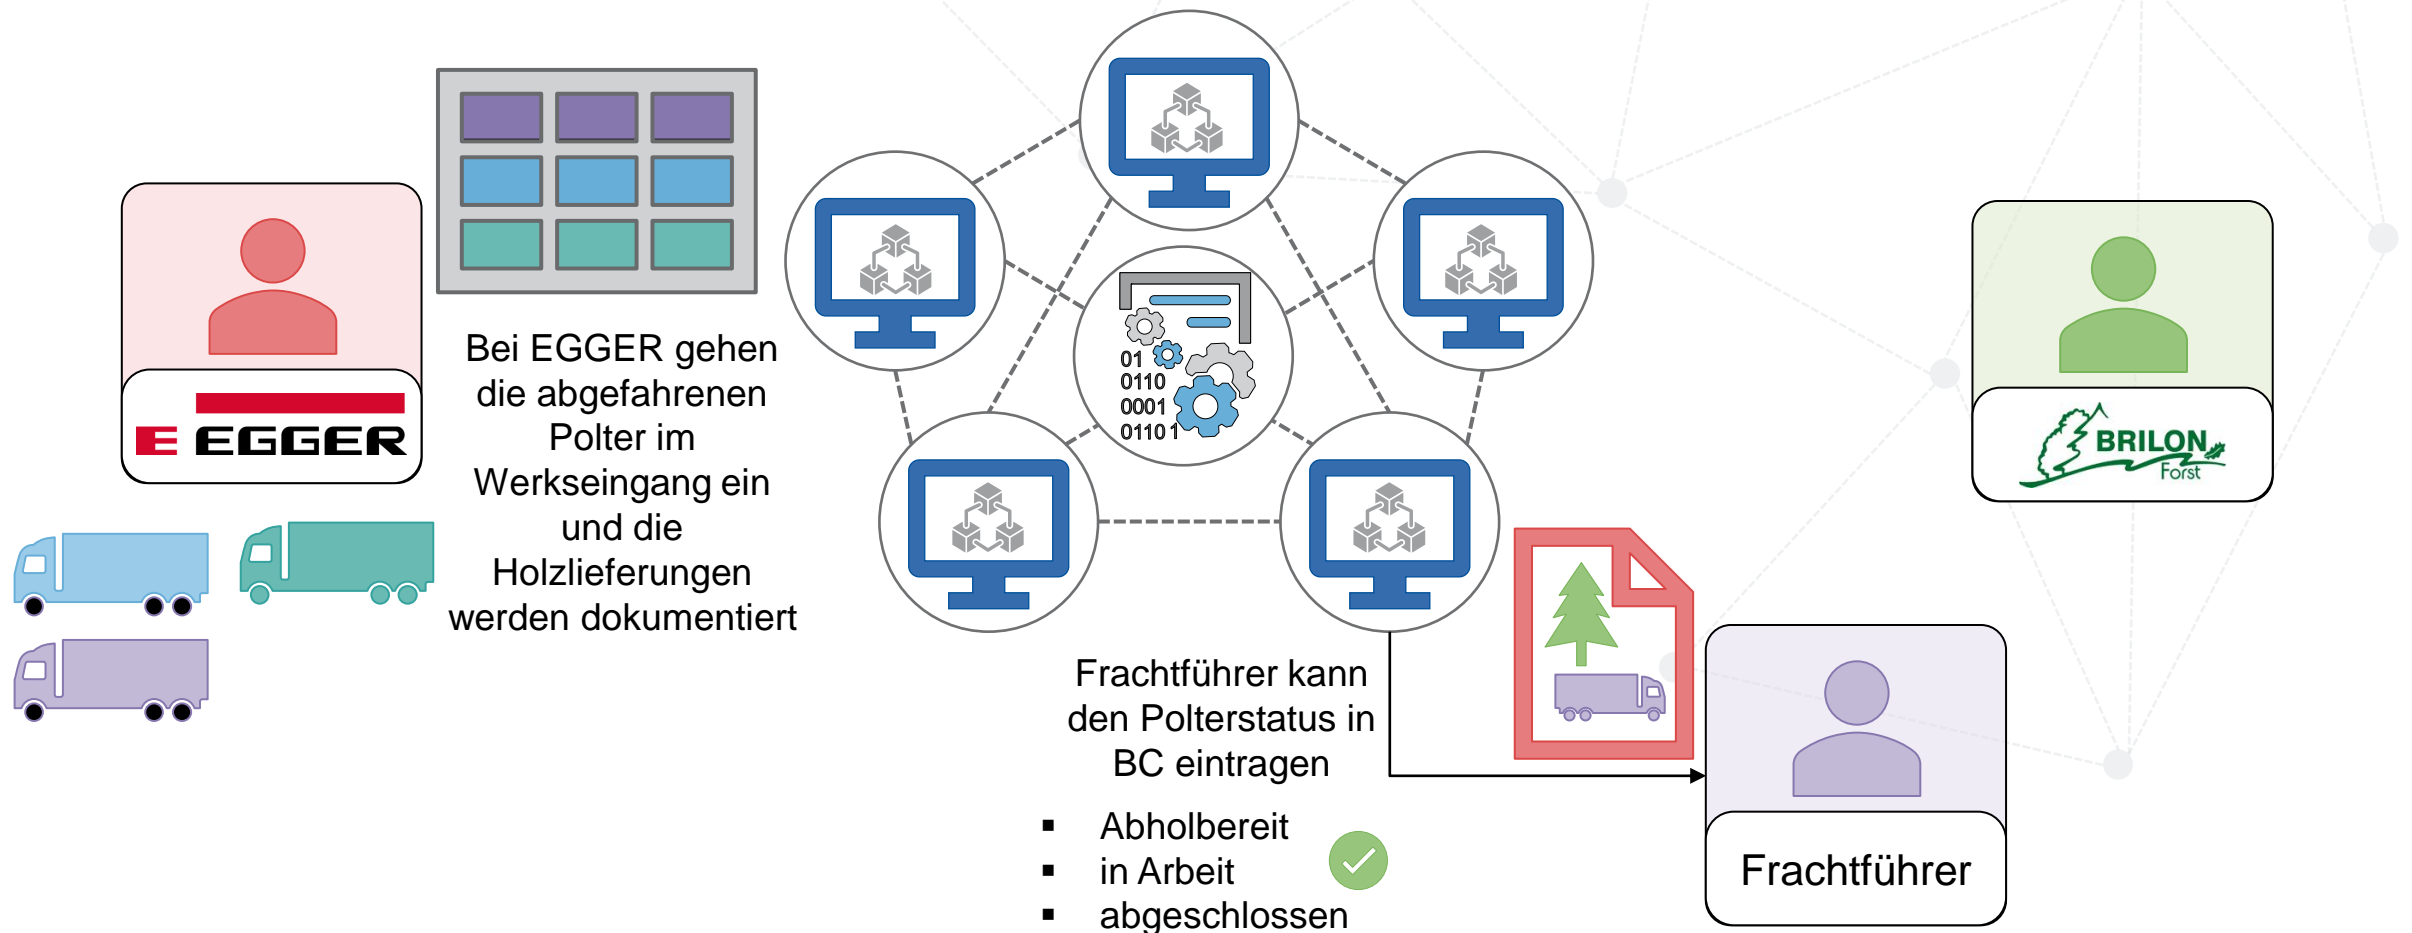 E EGGER
Bei EGGER gehen
die abgefahrenen
Polter im
Werkseingang ein
und die
Holzlieferungen
werden dokumentiert
01
0110
0001
0110 1
BRILON
Forst
Frachtführer kann
den Polterstatus in
BC eintragen
▪ Abholbereit
▪ in Arbeit
▪ abgeschlossen
Frachtführer